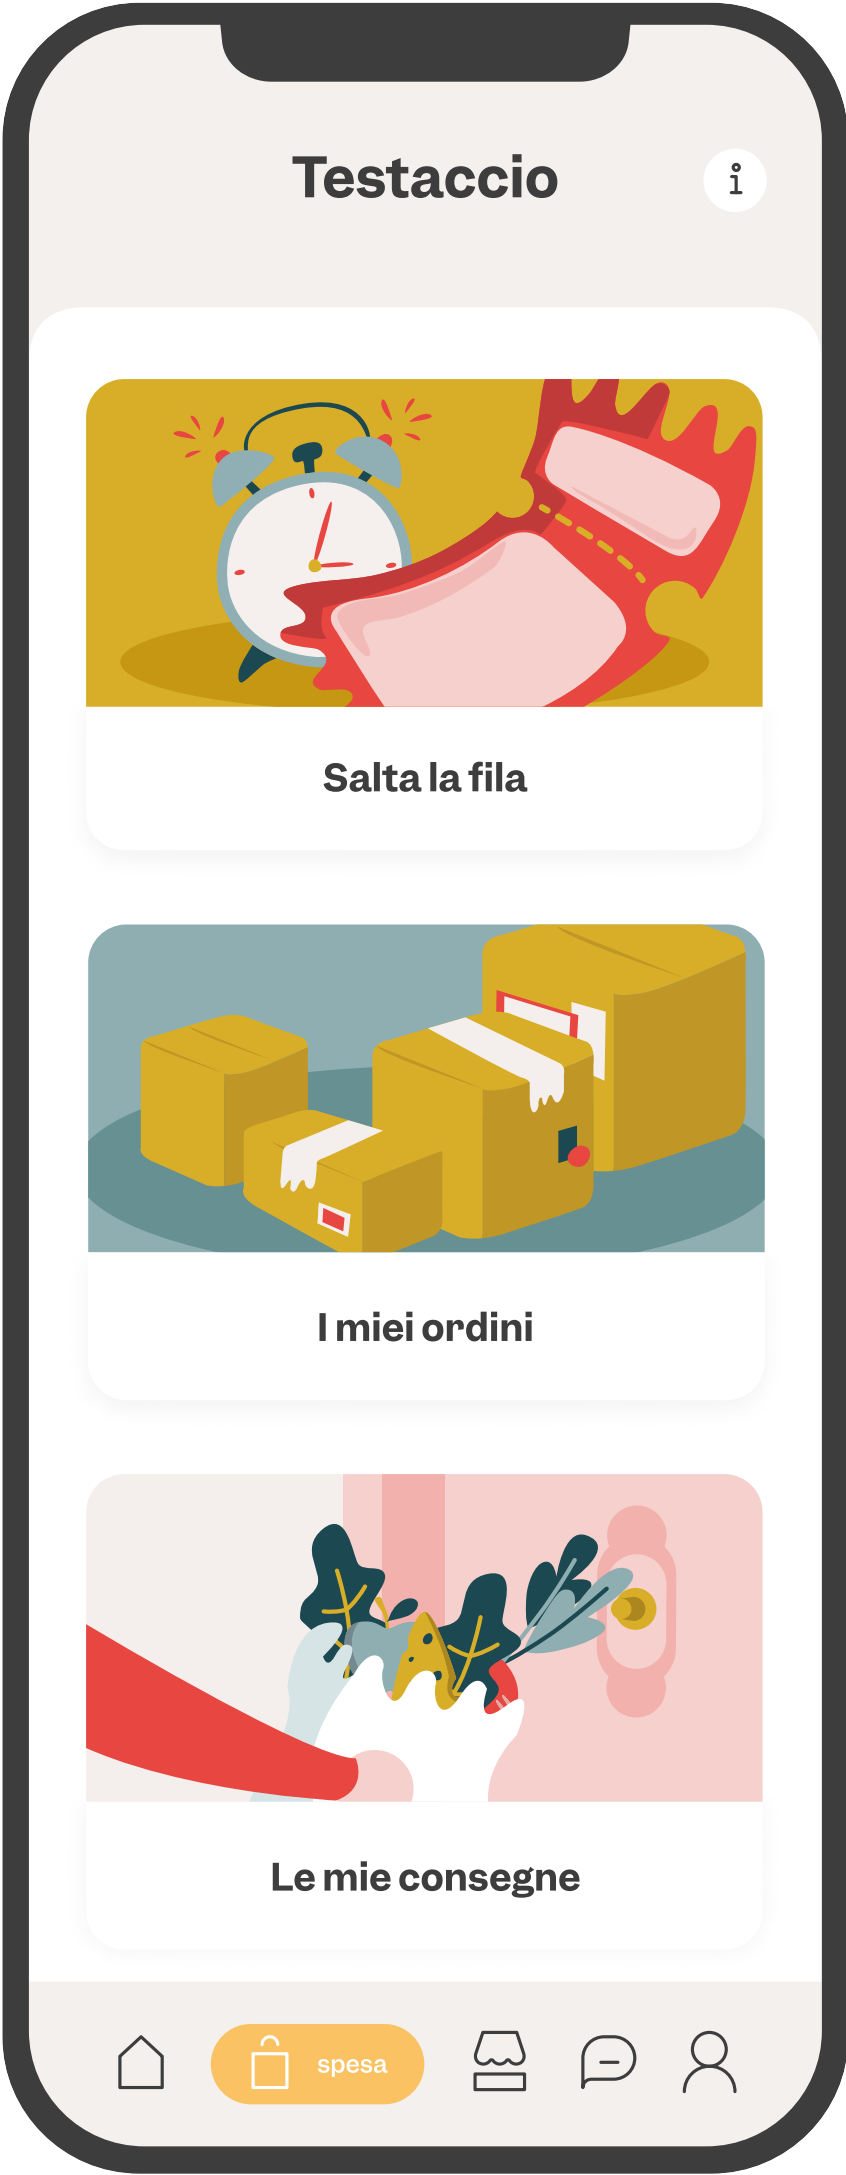 Testaccio
i
Salta la fila
I miei ordini
Le mie consegne
spesa